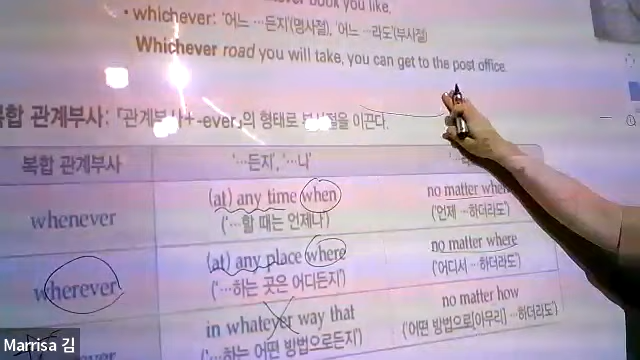 book you like,
• whichever: '어느 …든지'(명사절), '어느 …라도'(부사절)
Whichever road you will take, you can get to the post office.
복합 관계부사: 「관계부사+-ever」의 형태로 부사절을 이끈다.
복합 관계부사 '…든지', '…나'
whenever (at) any time when no matter when
('…할 때는 언제나') ('언제 …하더라도')
wherever (at) any place where no matter where
('…하는 곳은 어디든지') ('어디서 …하더라도')
in whatever way that no matter how
('…하는 어떤 방법으로든지') ('어떤 방법으로[아무리] …하더라도')
Marrisa 김